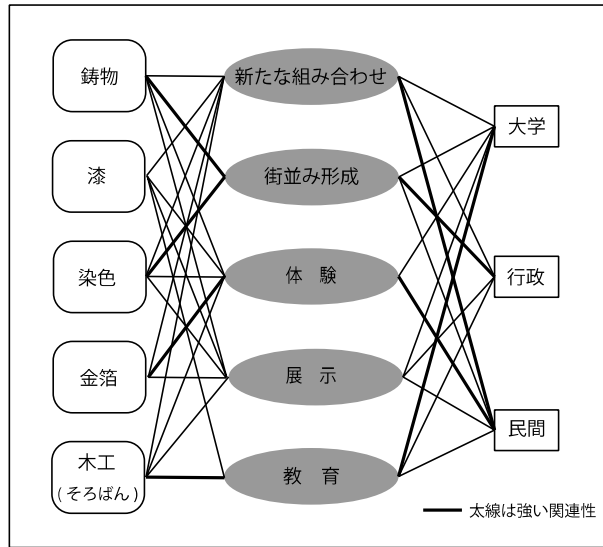 鋳物
漆
染色
金箔
木工
(そろばん)
新たな組み合わせ
街並み形成
体　験
展　示
教　育
大学
行政
民間
太線は強い関連性